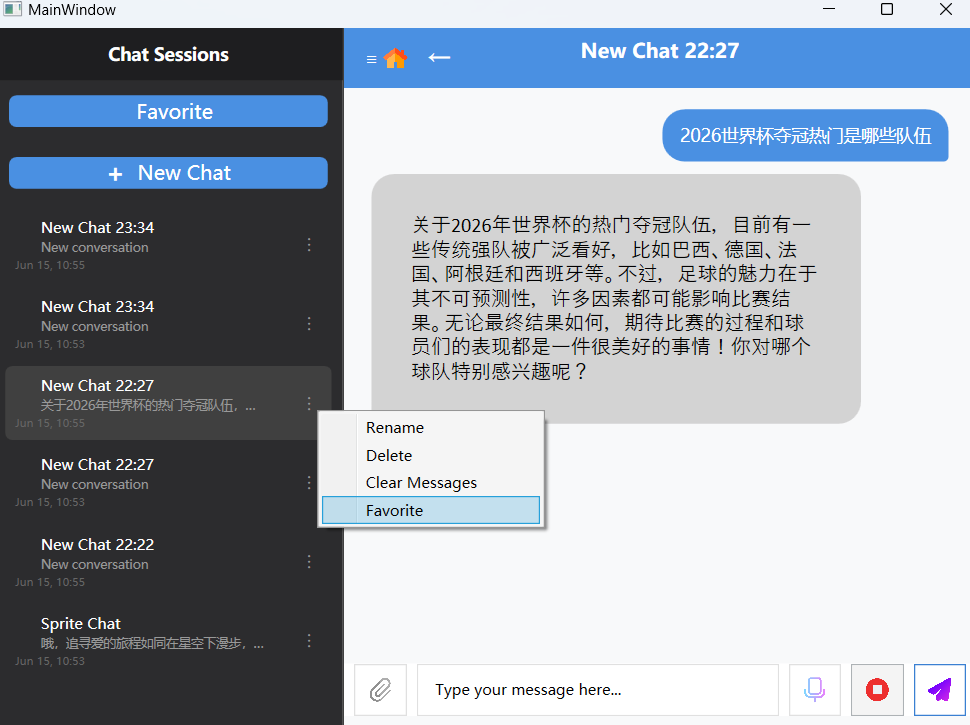 MainWindow
Chat Sessions
Favorite
+ New Chat
New Chat 23:34
New conversation
Jun 15, 10:55
New Chat 23:34
New conversation
Jun 15, 10:53
New Chat 22:27
关于2026年世界杯的热门夺冠队伍，...
Jun 15, 10:55
New Chat 22:27
New conversation
Jun 15, 10:53
New Chat 22:22
New conversation
Jun 15, 10:55
Sprite Chat
哦，追寻爱的旅程如同在星空下漫步，...
Jun 15, 10:53
New Chat 22:27
2026世界杯夺冠热门是哪些队伍
关于2026年世界杯的热门夺冠队伍，目前有一
些传统强队被广泛看好，比如巴西、德国、法
国、阿根廷和西班牙等。不过，足球的魅力在于
其不可预测性，许多因素都可能影响比赛结
果。无论最终结果如何，期待比赛的过程和球
员们的表现都是一件很美好的事情！你对哪个
球队特别感兴趣呢？
Rename
Delete
Clear Messages
Favorite
Type your message here...